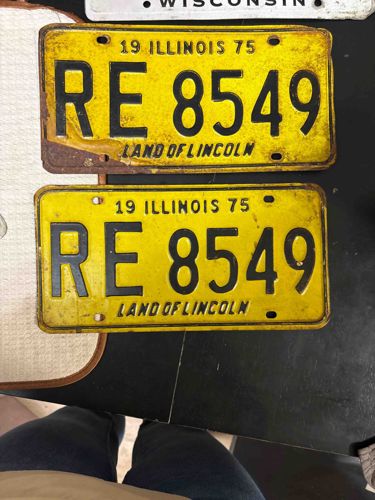 WISCONSIN
19 ILLINOIS 75
RE 8549
LAND OF LINCOLN
19 ILLINOIS 75
RE 8549
LAND OF LINCOLN